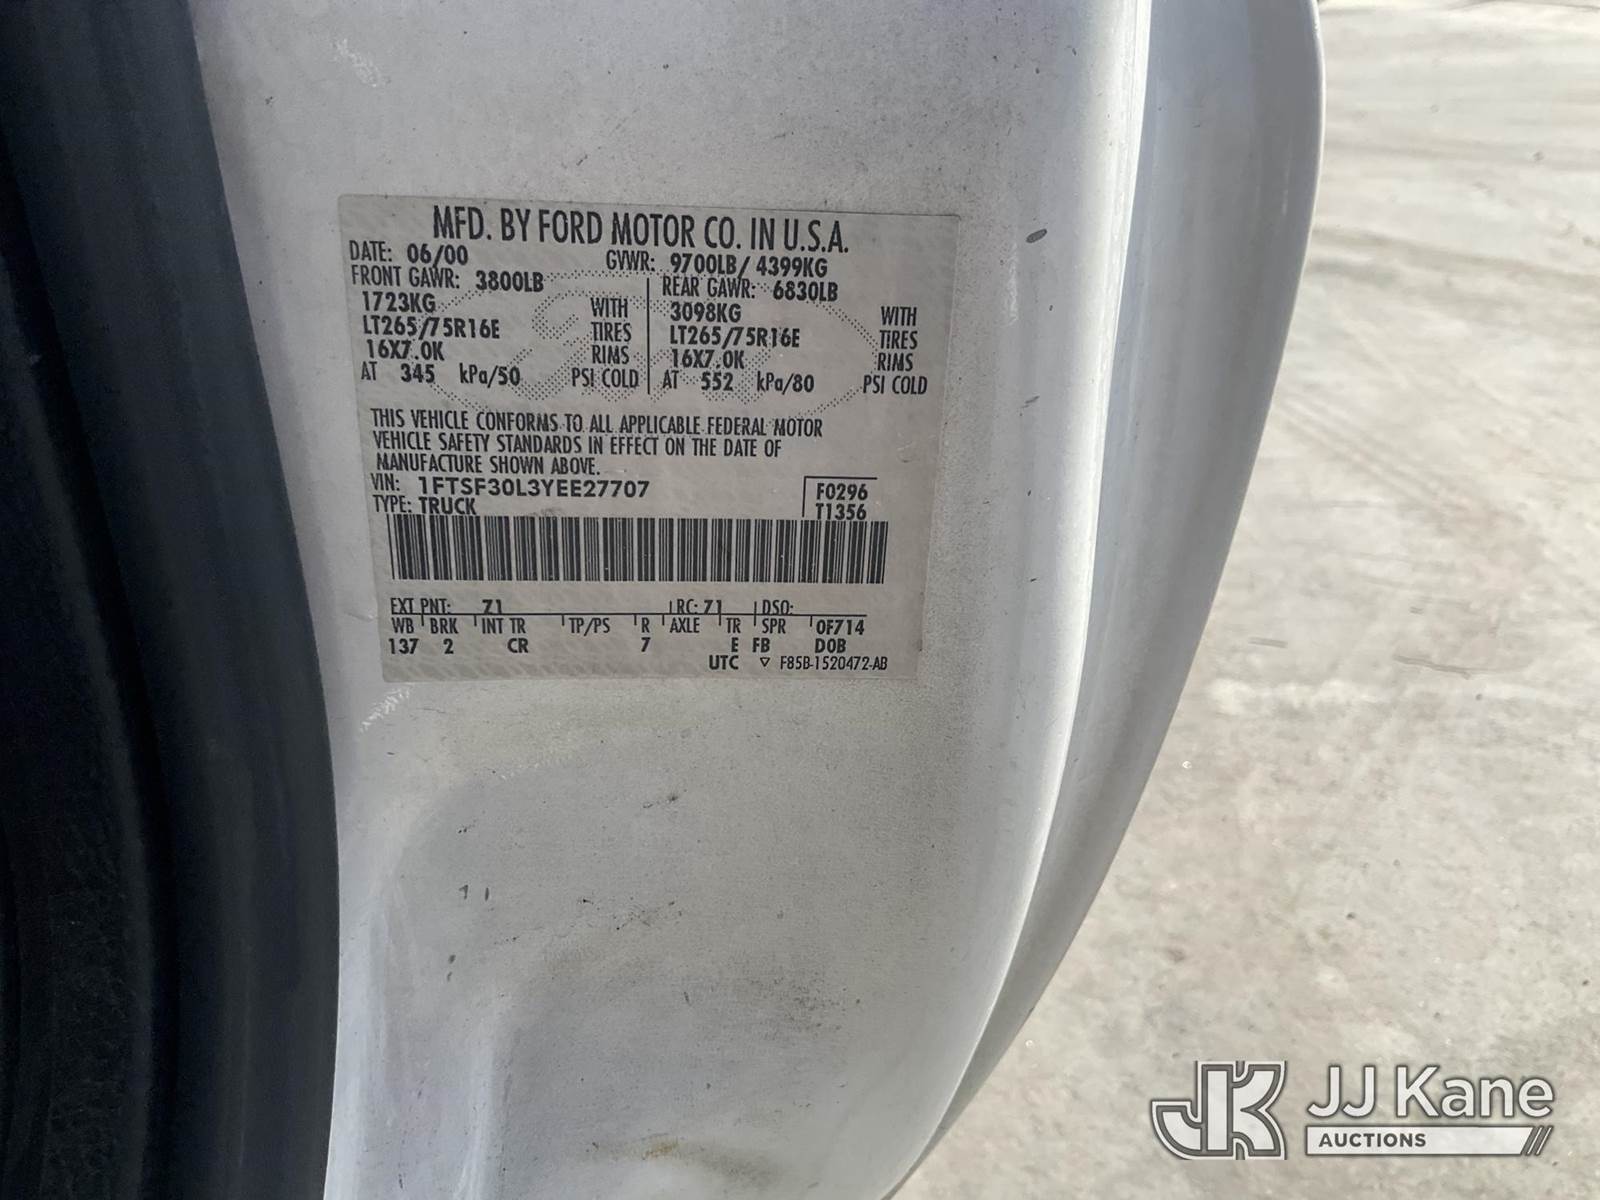 MFD. BY FORD MOTOR CO. IN U.S.A.
DATE: 06/00 GVWR: 9700LB/ 4399KG
FRONT GAWR: 3800LB REAR GAWR: 6830LB
1723KG WITH 3098KG WITH
LT265/75R16E TIRES LT265/75R16E TIRES
16X7.0K RIMS 16X7.0K RIMS
AT 345 kPa/50 PSI COLD AT 552 kPa/80 PSI COLD
THIS VEHICLE CONFORMS TO ALL APPLICABLE FEDERAL MOTOR
VEHICLE SAFETY STANDARDS IN EFFECT ON THE DATE OF
MANUFACTURE SHOWN ABOVE.
VIN: 1FTSF30L3YEE27707 F0296
TYPE: TRUCK T1356
EXT PNT: Z1 RC: 71 DSO:
WB BRK INT TR TP/PS R AXLE TR SPR 0F714
137 2 CR 7 E FB DOB
UTC ▽ F85B-1520472-AB
JK JJ Kane
AUCTIONS